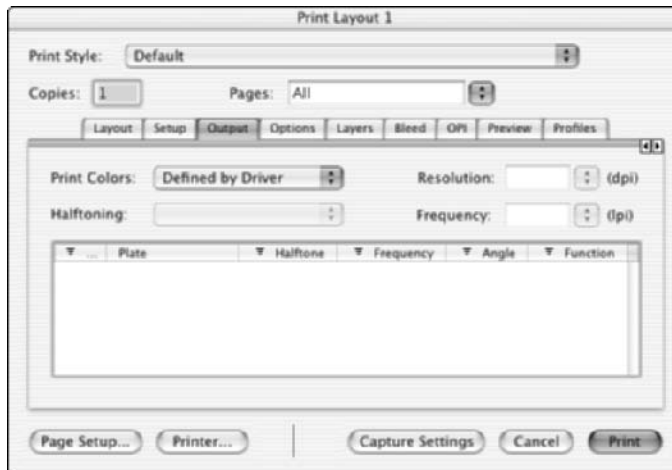 Print Layout 1
Print Style: Default
Copies: 1 Pages: All
Layout Setup Output Options Layers Bleed OPI Preview Profiles
Print Colors: Defined by Driver Resolution: (dpi)
Halftoning: Frequency: (lpi)
... Plate Halftone Frequency Angle Function
Page Setup... Printer... Capture Settings Cancel Print